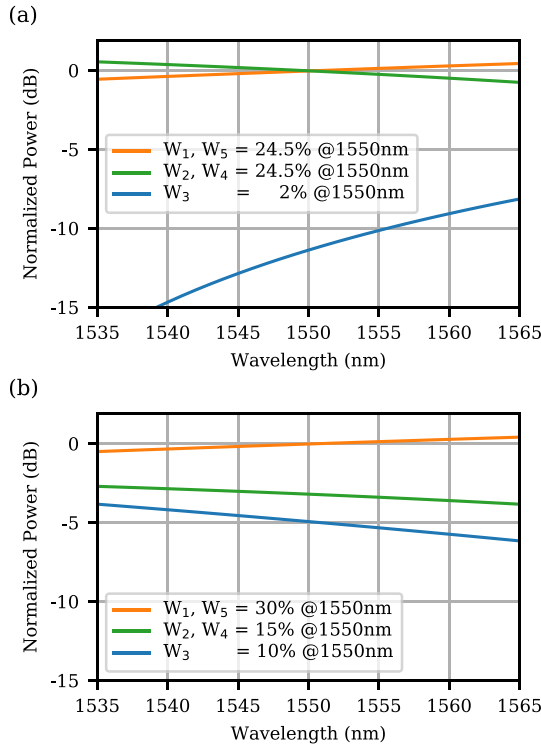 (a)
Normalized Power (dB)
0
-5
-10
-15
W1, W5 = 24.5% @1550nm
W2, W4 = 24.5% @1550nm
W3 = 2% @1550nm
1535 1540 1545 1550 1555 1560 1565
Wavelength (nm)
(b)
Normalized Power (dB)
0
-5
-10
-15
W1, W5 = 30% @1550nm
W2, W4 = 15% @1550nm
W3 = 10% @1550nm
1535 1540 1545 1550 1555 1560 1565
Wavelength (nm)